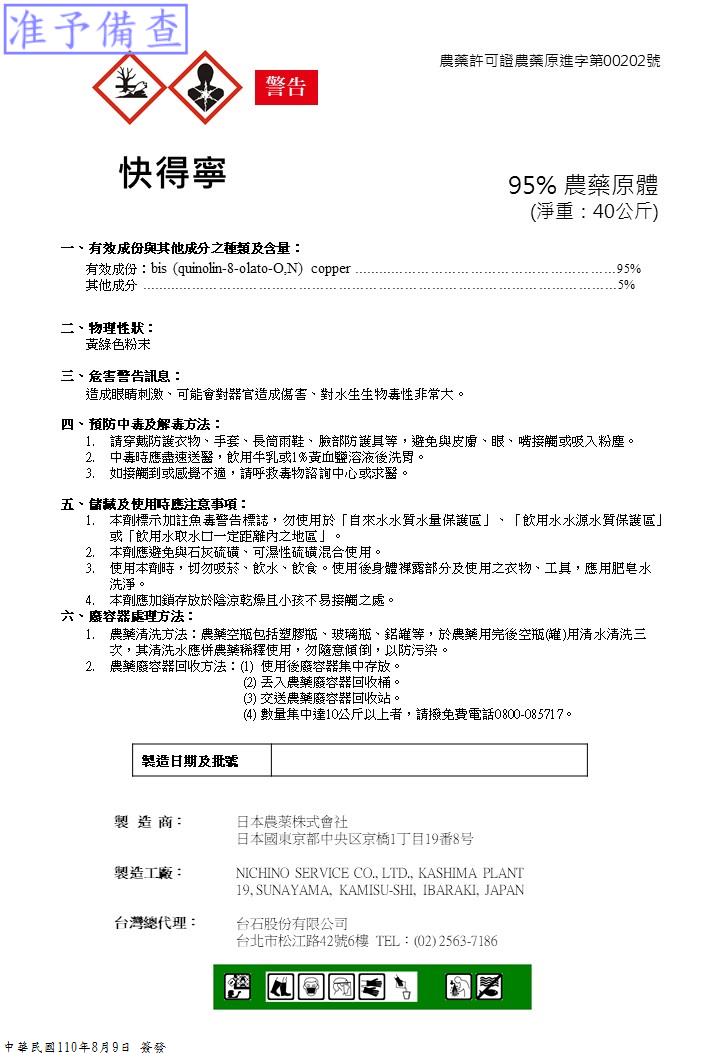 准予備查
農藥許可證農藥原進字第00202號
警告
快得寧
95% 農藥原體
(淨重：40公斤)
一、有效成份與其他成分之種類及含量：
有效成份：bis (quinolin-8-olato-O,N) copper ................................................................95%
其他成分 ........................................................................................................................5%
二、物理性狀：
黃綠色粉末
三、危害警告訊息：
造成眼睛刺激、可能會對器官造成傷害、對水生生物毒性非常大。
四、預防中毒及解毒方法：
1. 請穿戴防護衣物、手套、長筒雨鞋、臉部防護具等，避免與皮膚、眼、嘴接觸或吸入粉塵。
2. 中毒時應盡速送醫，飲用牛乳或1%黃血鹽溶液後洗胃。
3. 如接觸到或感覺不適，請呼救毒物諮詢中心或求醫。
五、儲藏及使用時應注意事項：
1. 本劑標示加註魚毒警告標誌，勿使用於「自來水水質水量保護區」、「飲用水水源水質保護區」
或「飲用水取水口一定距離內之地區」。
2. 本劑應避免與石灰硫磺、可濕性硫磺混合使用。
3. 使用本劑時，切勿吸菸、飲水、飲食。使用後身體裸露部分及使用之衣物、工具，應用肥皂水
洗淨。
4. 本劑應加鎖存放於陰涼乾燥且小孩不易接觸之處。
六、廢容器處理方法：
1. 農藥清洗方法：農藥空瓶包括塑膠瓶、玻璃瓶、鋁罐等，於農藥用完後空瓶(罐)用清水清洗三
次，其清洗水應併農藥稀釋使用，勿隨意傾倒，以防污染。
2. 農藥廢容器回收方法：(1) 使用後廢容器集中存放。
(2) 丟入農藥廢容器回收桶。
(3) 交送農藥廢容器回收站。
(4) 數量集中達10公斤以上者，請撥免費電話0800-085717。
製造日期及批號
製 造 商： 日本農薬株式會社
日本國東京都中央区京橋1丁目19番8号
製造工廠： NICHINO SERVICE CO., LTD., KASHIMA PLANT
19, SUNAYAMA, KAMISU-SHI, IBARAKI, JAPAN
台灣總代理： 台石股份有限公司
台北市松江路42號6樓 TEL：(02) 2563-7186
中華民國110年8月9日 簽發